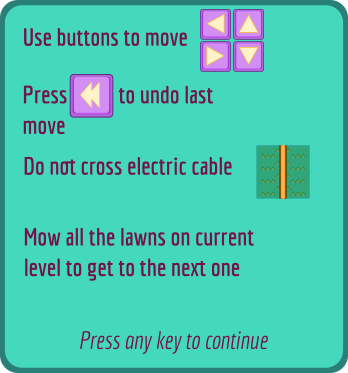 Use buttons to move
Press to undo last
move
Do not cross electric cable
Mow all the lawns on current
level to get to the next one
Press any key to continue